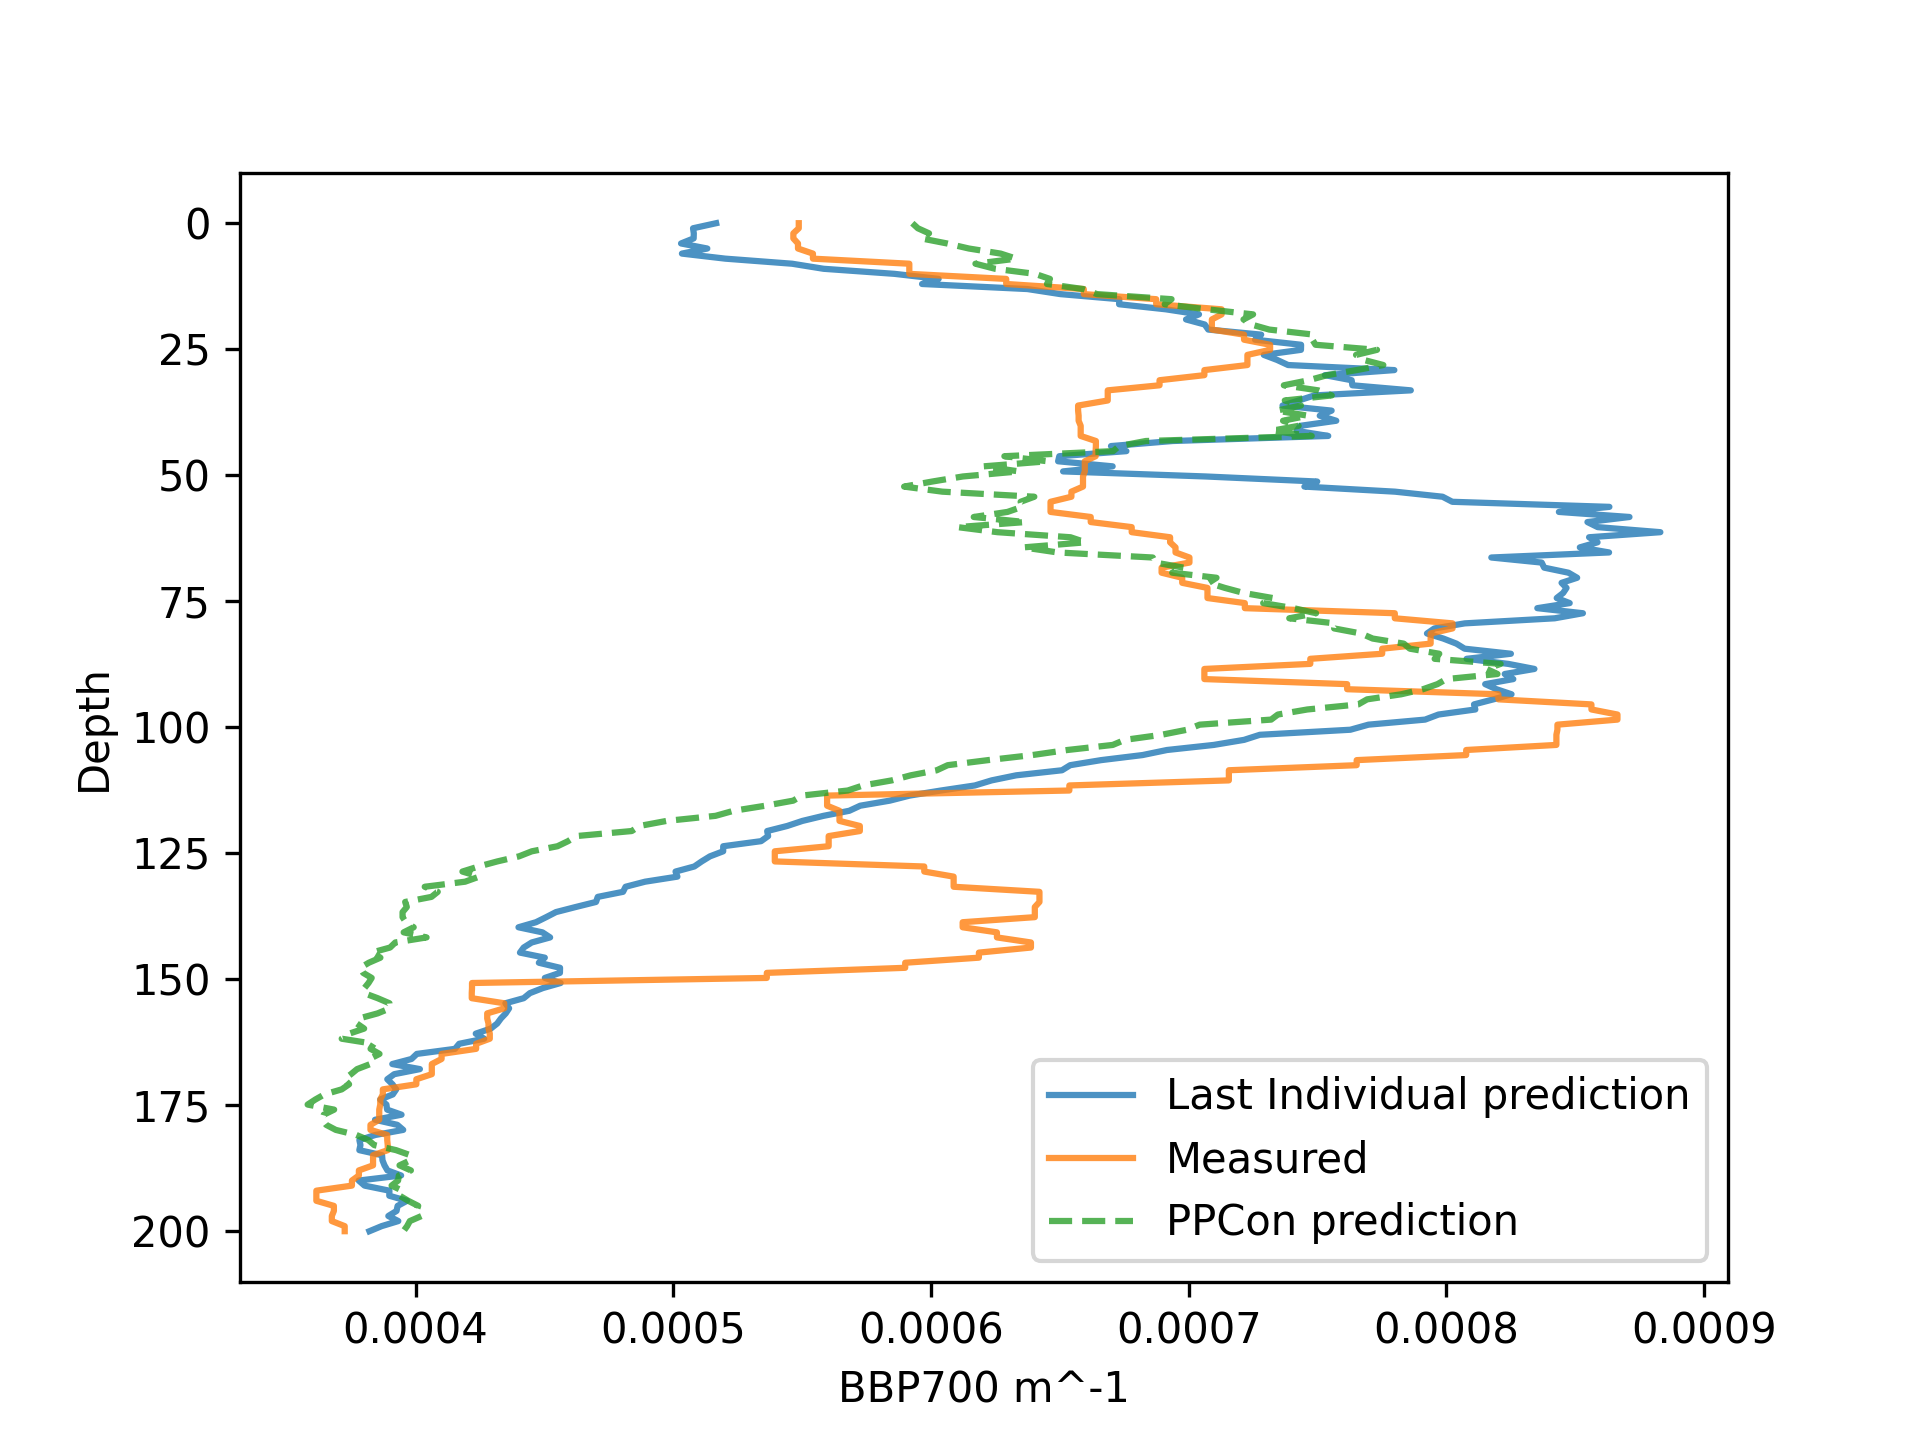 0
25
50
75
100
125
150
175
200
Depth
0.0004 0.0005 0.0006 0.0007 0.0008 0.0009
BBP700 m^-1
Last Individual prediction
Measured
PPCon prediction